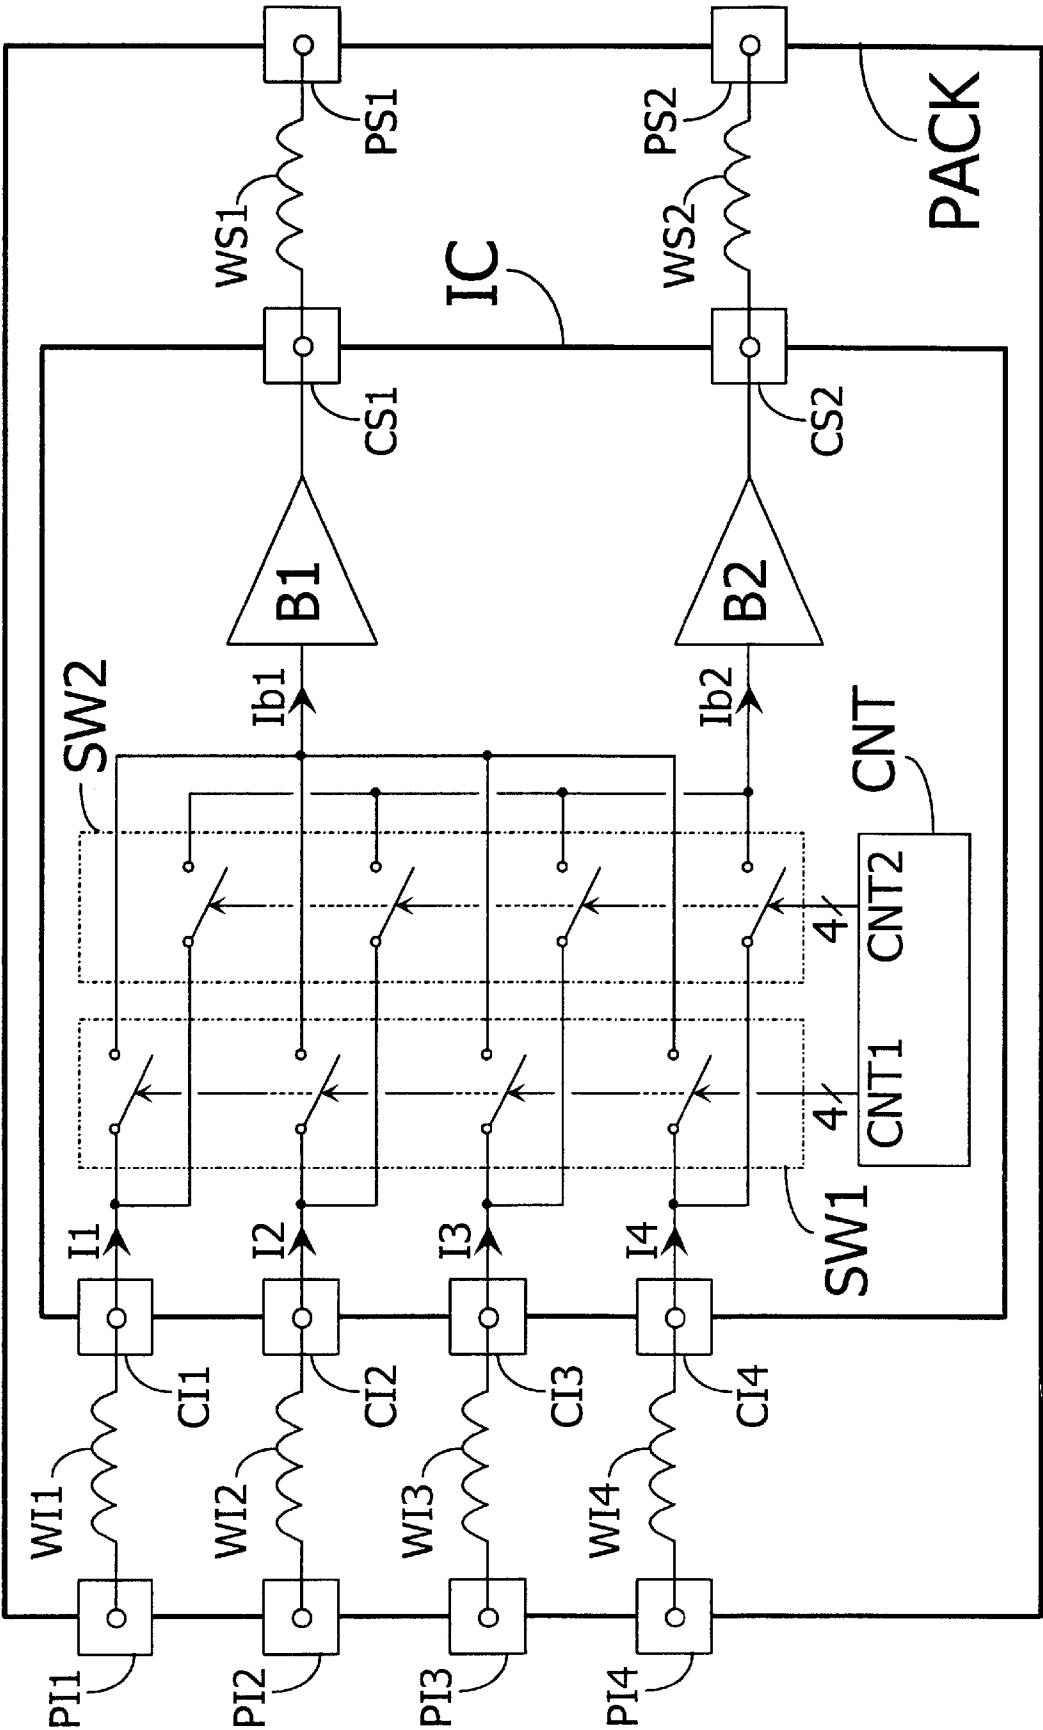 PI1
WI1
CI1
I1
PI2
WI2
CI2
I2
PI3
WI3
CI3
I3
PI4
WI4
CI4
I4
SW1
SW2
4
4
CNT1 CNT2
CNT
Ib1
B1
CS1
WS1
PS1
Ib2
B2
CS2
WS2
PS2
IC
PACK